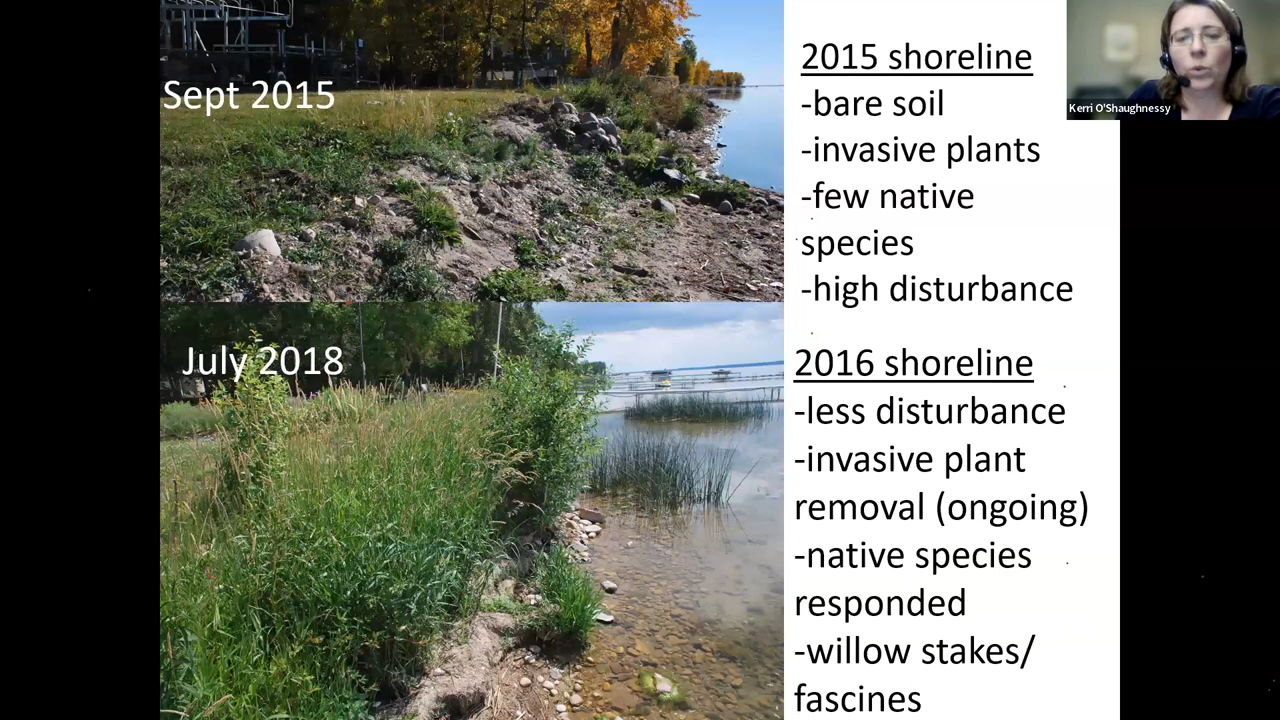 Sept 2015
2015 shoreline
-bare soil
-invasive plants
-few native
species
-high disturbance
July 2018
2016 shoreline
-less disturbance
-invasive plant
removal (ongoing)
-native species
responded
-willow stakes/
fascines
Kerri O'Shaughnessy